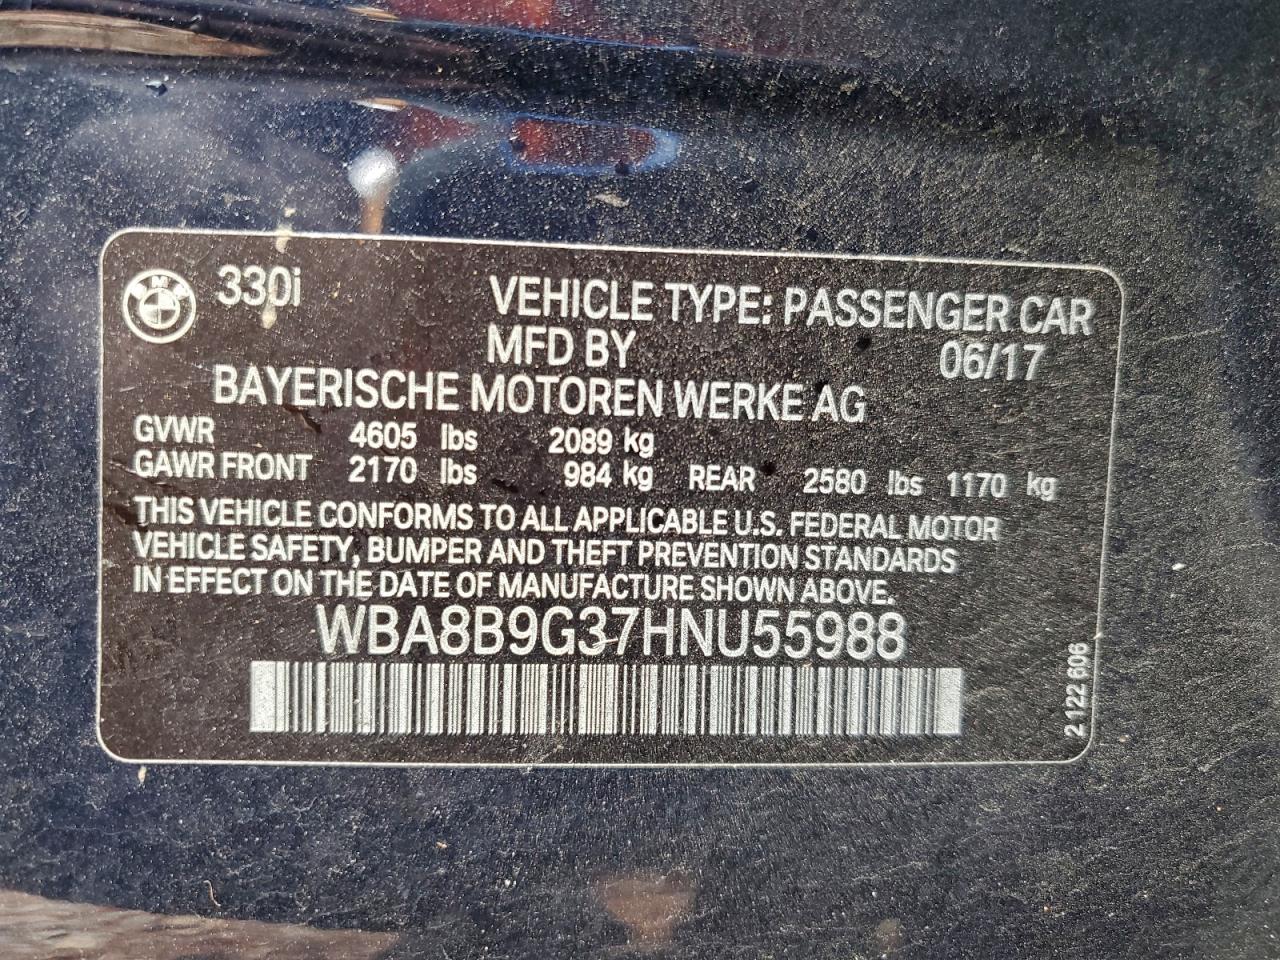 BMW 330i VEHICLE TYPE: PASSENGER CAR
MFD BY 06/17
BAYERISCHE MOTOREN WERKE AG
GVWR 4605 lbs 2089 kg
GAWR FRONT 2170 lbs 984 kg REAR 2580 lbs 1170 kg
THIS VEHICLE CONFORMS TO ALL APPLICABLE U.S. FEDERAL MOTOR
VEHICLE SAFETY, BUMPER AND THEFT PREVENTION STANDARDS
IN EFFECT ON THE DATE OF MANUFACTURE SHOWN ABOVE.
WBA8B9G37HNU55988
2 122 606